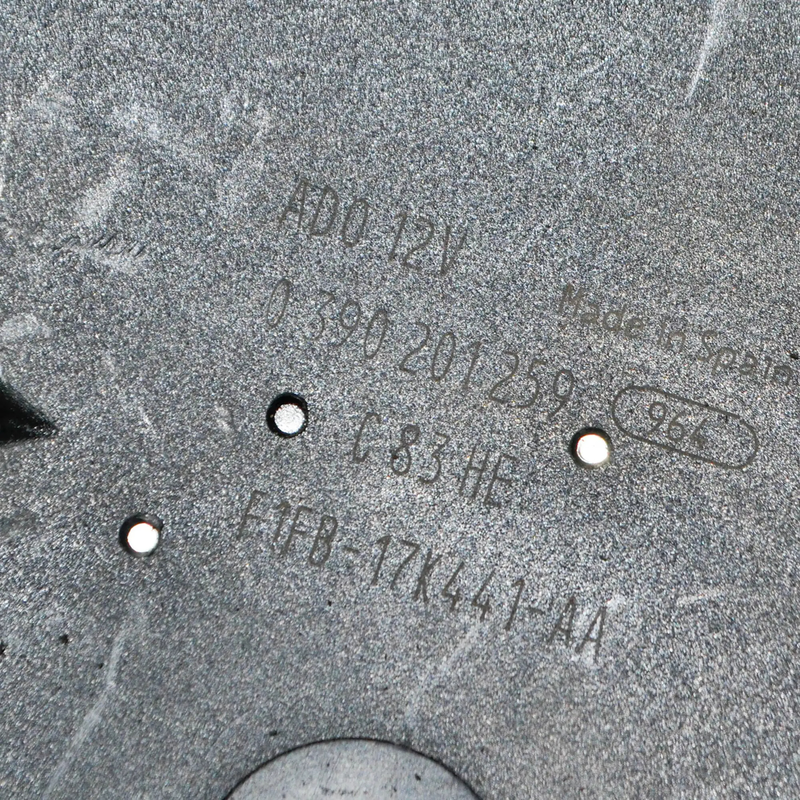 ADO 12V
0 390 201 259
Made in Spain
964
C 83 HE
F1FB-17K441-AA